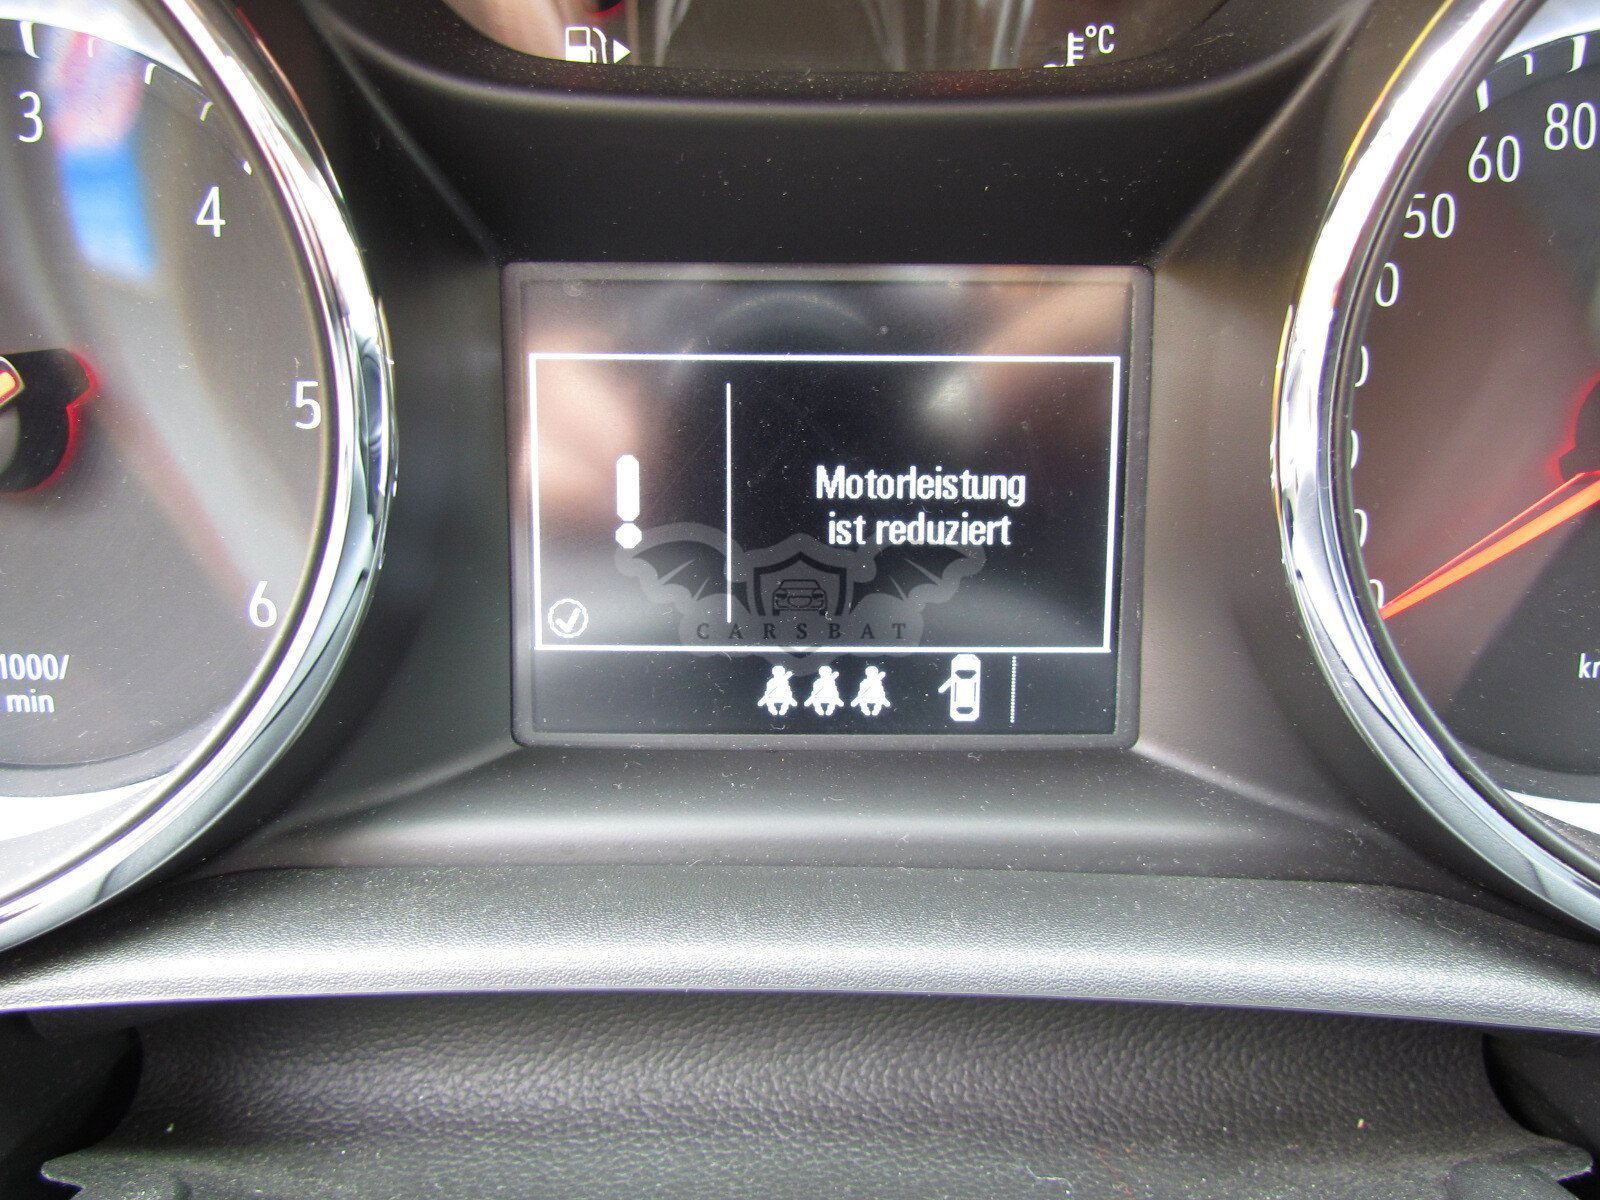 °C
3
4
5
6
1000/
min
50
60
80
Motorleistung
ist reduziert
CARSBAT